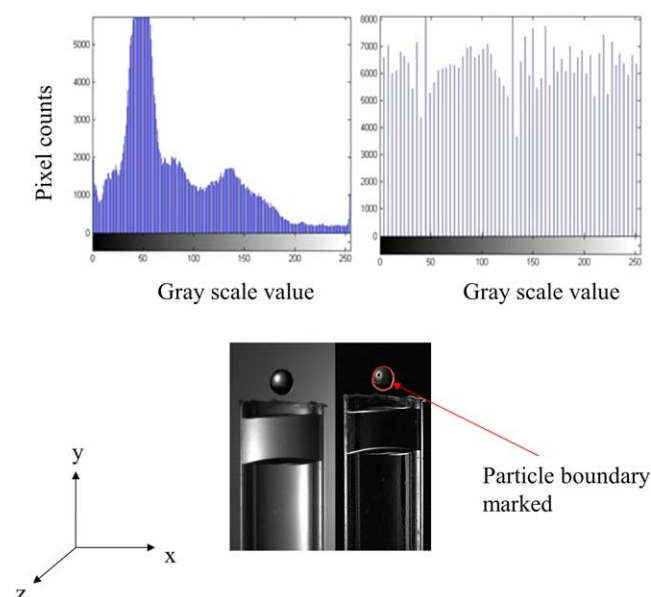 5000
4000
3000
2000
1000
0
0 50 100 150 200 250
Pixel counts
Gray scale value
8000
7000
6000
5000
4000
3000
2000
1000
0
0 50 100 150 200 250
Gray scale value
y
x
z
Particle boundary
marked